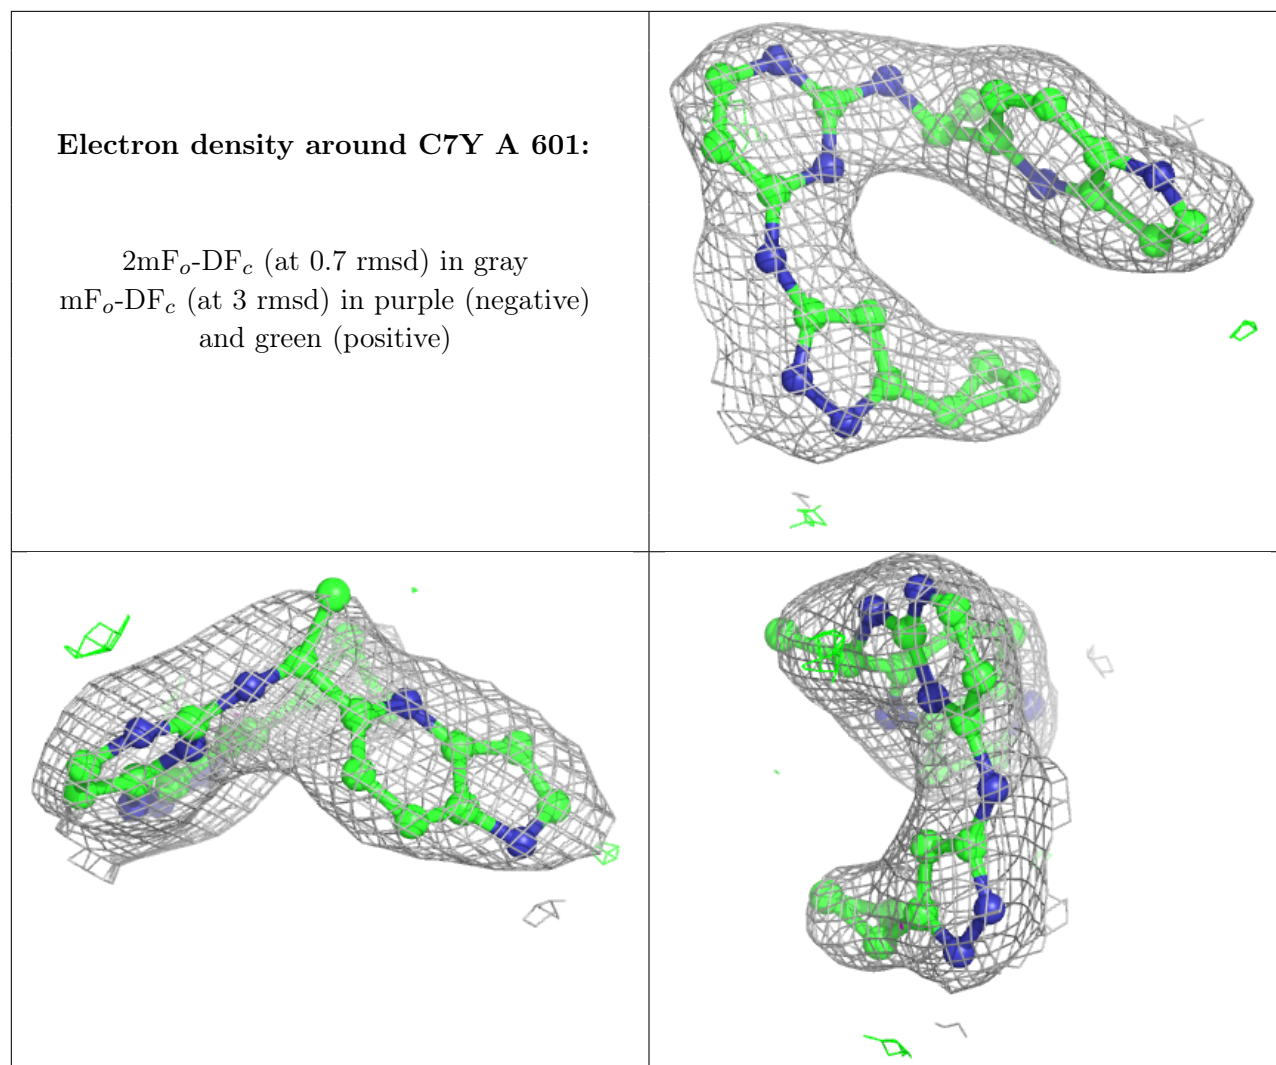 Electron density around C7Y A 601:
2mFo-DFc (at 0.7 rmsd) in gray
mFo-DFc (at 3 rmsd) in purple (negative)
and green (positive)